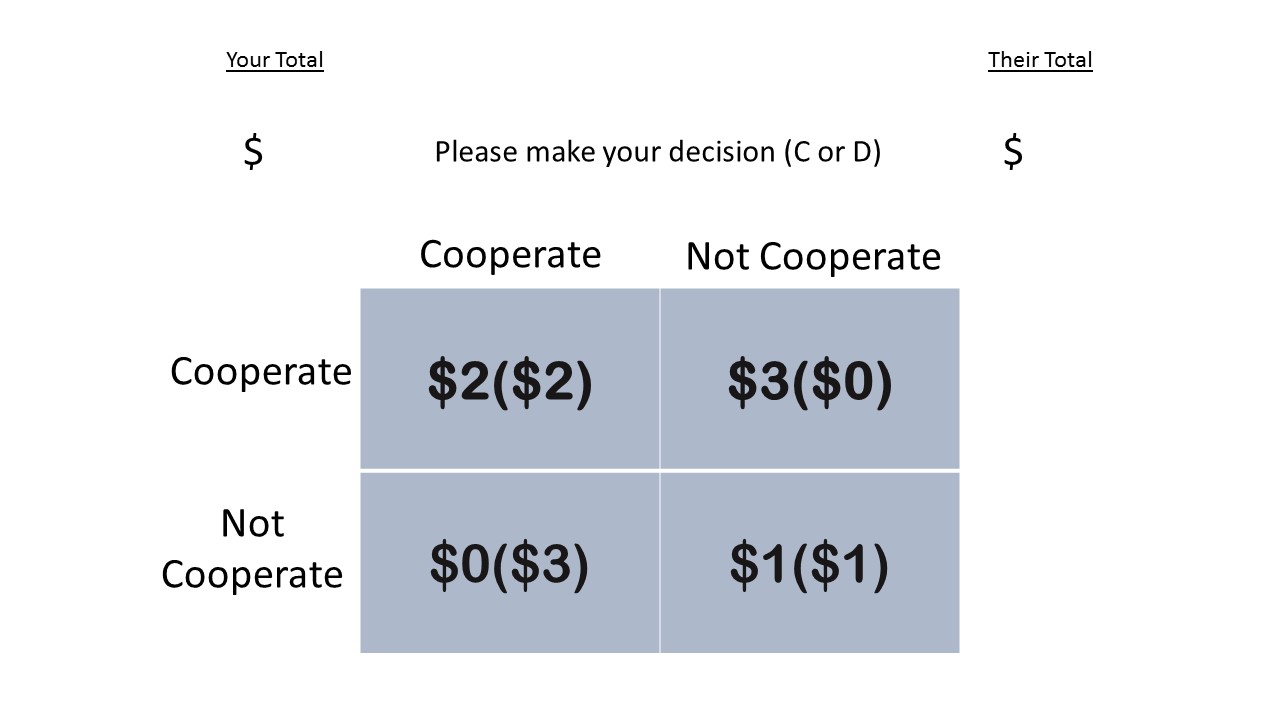 Your Total
Their Total
$
Please make your decision (C or D)
$
Cooperate
Not Cooperate
Cooperate
$2($2)
$3($0)
Not
Cooperate
$0($3)
$1($1)